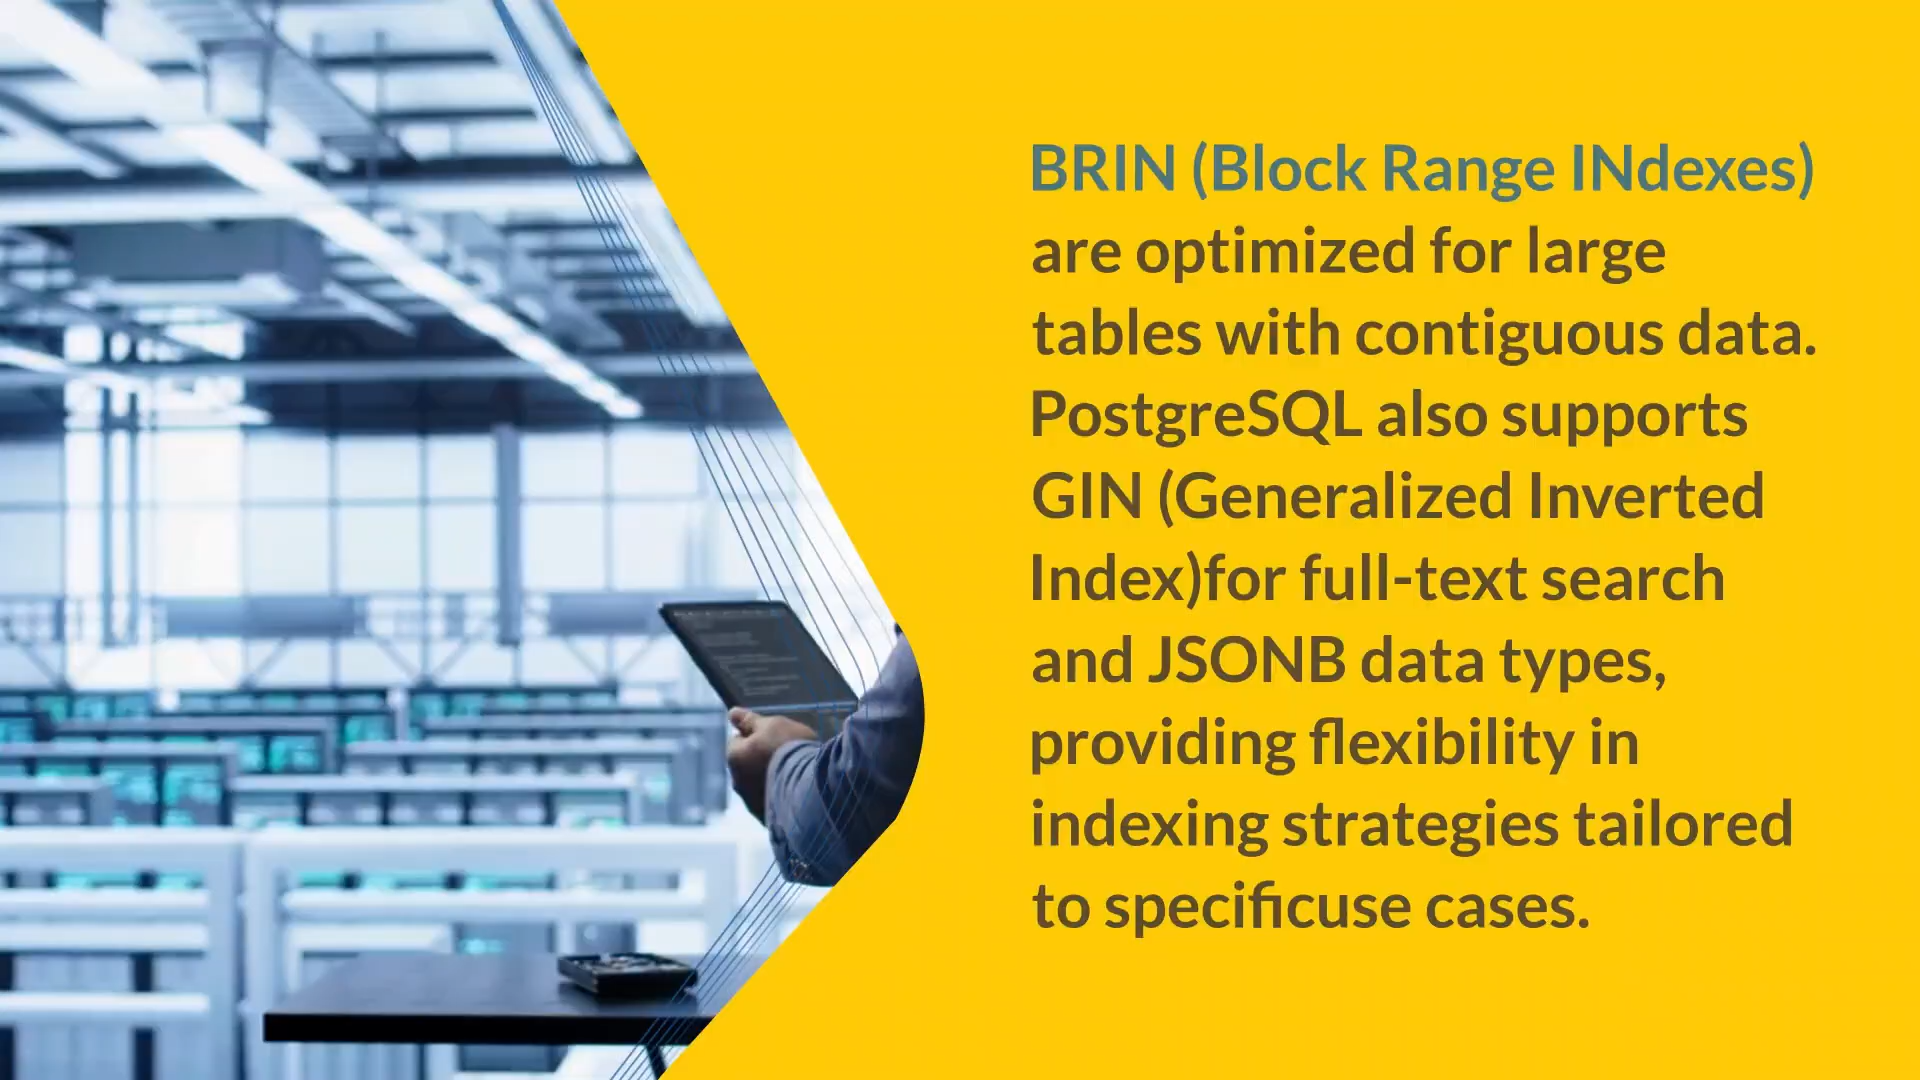 BRIN (Block Range INdexes)
are optimized for large
tables with contiguous data.
PostgreSQL also supports
GIN (Generalized Inverted
Index)for full-text search
and JSONB data types,
providing flexibility in
indexing strategies tailored
to specificuse cases.